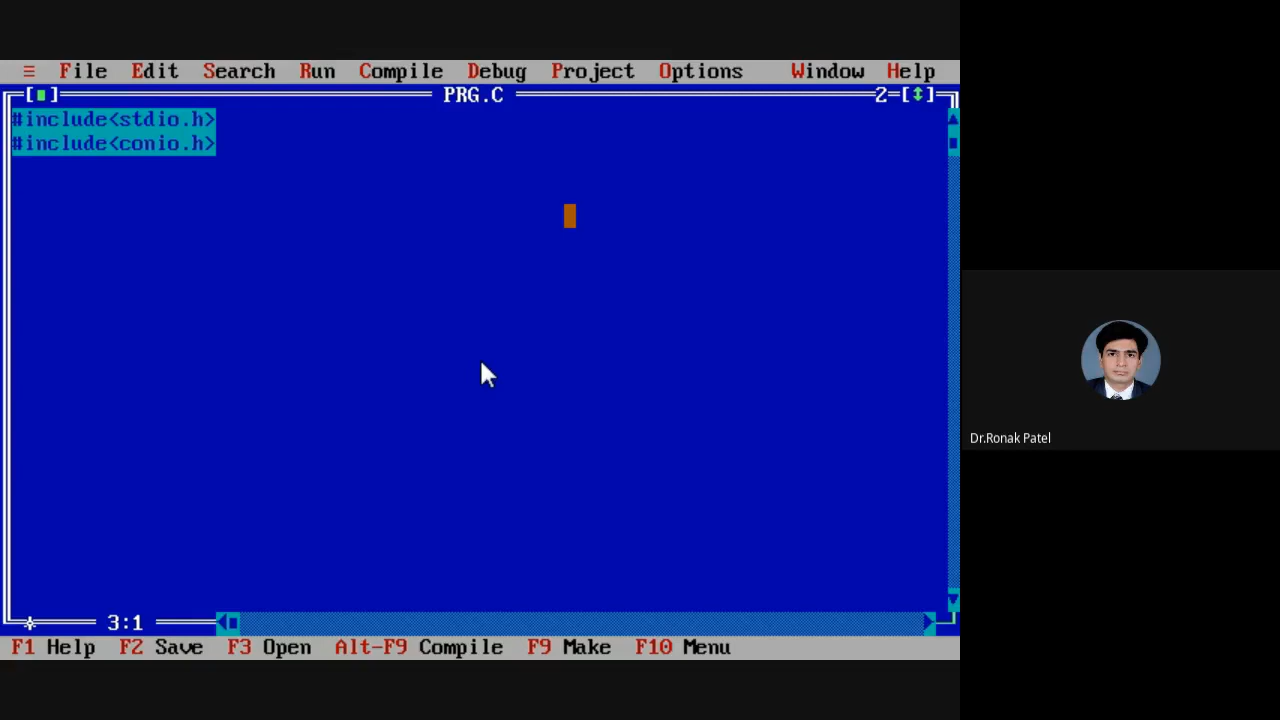 ≡ File Edit Search Run Compile Debug Project Options Window Help
[■] PRG.C 2=[↕]
#include<stdio.h>
#include<conio.h>
Dr.Ronak Patel
3:1
F1 Help F2 Save F3 Open Alt-F9 Compile F9 Make F10 Menu